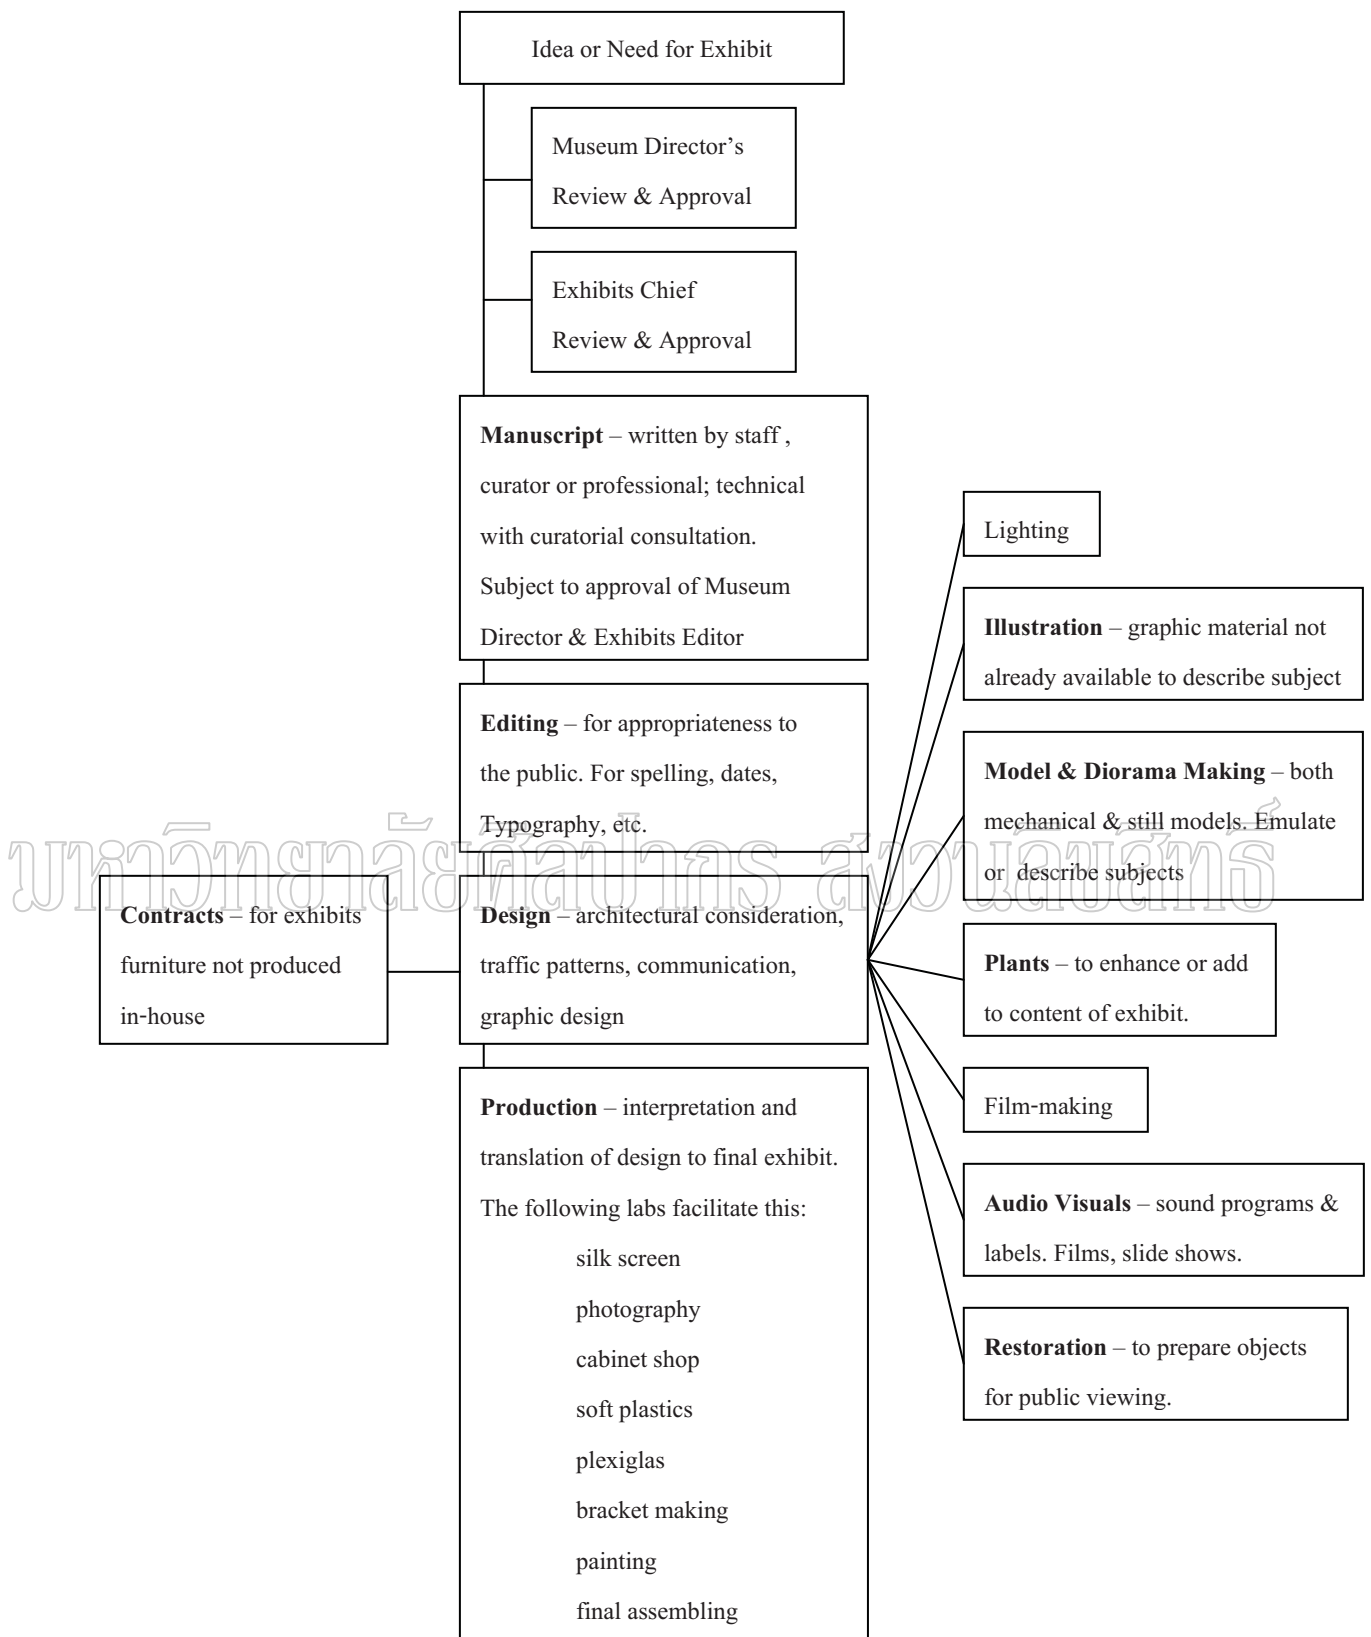 Idea or Need for Exhibit
Museum Director’s
Review & Approval
Exhibits Chief
Review & Approval
Manuscript – written by staff ,
curator or professional; technical
with curatorial consultation.
Subject to approval of Museum
Director & Exhibits Editor
Editing – for appropriateness to
the public. For spelling, dates,
Typography, etc.
มหาวิทยาลัยศิลปากร สงวนลิขสิทธิ์
Contracts – for exhibits
furniture not produced
in-house
Design – architectural consideration,
traffic patterns, communication,
graphic design
Production – interpretation and
translation of design to final exhibit.
The following labs facilitate this:
silk screen
photography
cabinet shop
soft plastics
plexiglas
bracket making
painting
final assembling
Lighting
Illustration – graphic material not
already available to describe subject
Model & Diorama Making – both
mechanical & still models. Emulate
or describe subjects
Plants – to enhance or add
to content of exhibit.
Film-making
Audio Visuals – sound programs &
labels. Films, slide shows.
Restoration – to prepare objects
for public viewing.